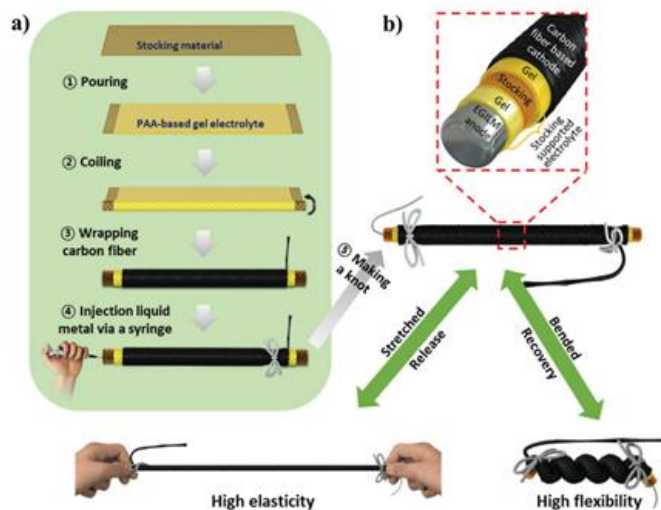 a)
Stocking material
① Pouring
PAA-based gel electrolyte
② Coiling
③ Wrapping
carbon fiber
④ Injection liquid
metal via a syringe
⑤ Making
a knot
b)
Carbon
fiber based
cathode
Gel
Stocking
Gel
EGILM
anode
Stocking
supported
electrolyte
Stretched
Release
Bended
Recovery
High elasticity
High flexibility